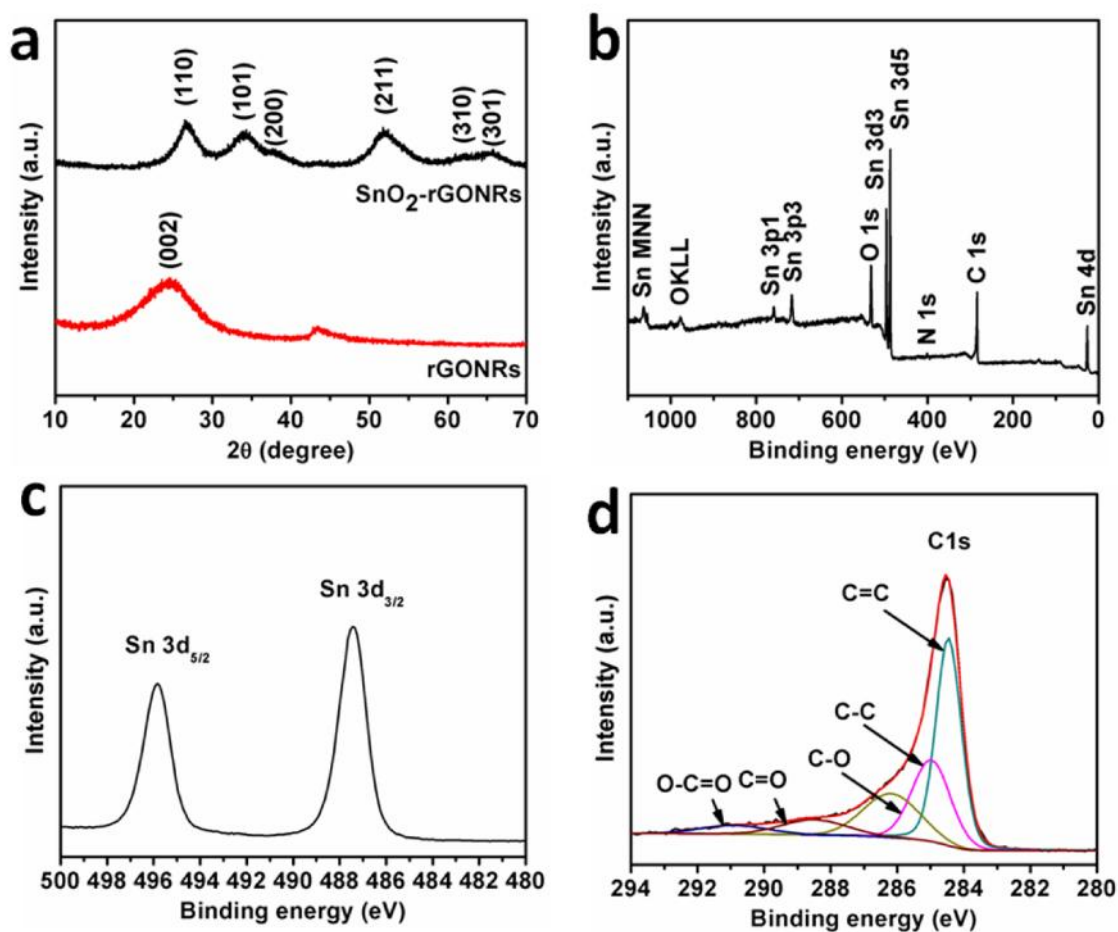 a
(110)
(101)
(200)
(211)
(310)
(301)
SnO2-rGONRs
(002)
rGONRs
Intensity (a.u.)
10 20 30 40 50 60 70
2θ (degree)
b
Sn MNN
OKLL
Sn 3p1
Sn 3p3
O 1s
Sn 3d3
Sn 3d5
N 1s
C 1s
Sn 4d
Intensity (a.u.)
1000 800 600 400 200 0
Binding energy (eV)
c
Sn 3d5/2
Sn 3d3/2
Intensity (a.u.)
500 498 496 494 492 490 488 486 484 482 480
Binding energy (eV)
d
C1s
C=C
C-C
C-O
C=O
O-C=O
Intensity (a.u.)
294 292 290 288 286 284 282 280
Binding energy (eV)